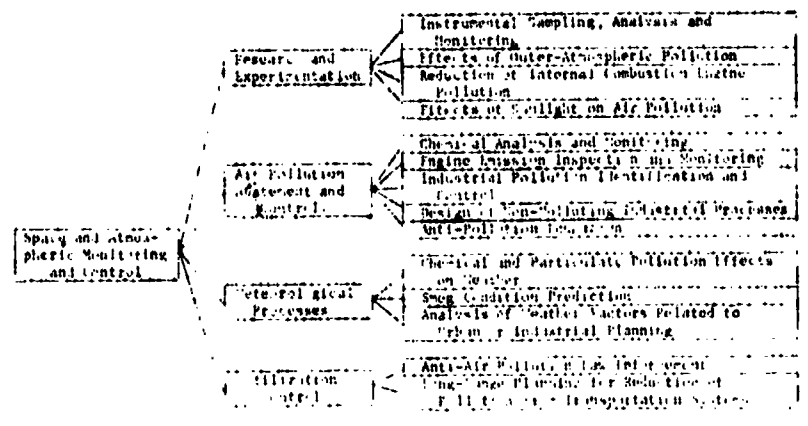 Instrumental Sampling, Analysis and
Monitoring
Research and
Experimentation
Effects of Outer-Atmospheric Pollution
Reduction of Internal Combustion Engine
Pollution
Effects of Sunlight on Air Pollution
Chemical Analysis and Monitoring
Air Pollution
Abatement and
Control
Engine Emission Inspection and Monitoring
Industrial Pollution Identification and
Control
Design of Non-Polluting Industrial Processes
Anti-Pollution
Space and Atmos-
pheric Monitoring
and Control
Chemical and Particulate Pollution Effects
on Weather
Meteorological
Processes
Smog Condition Prediction
Analysis of Weather Factors Related to
Urban or Industrial Planning
Anti-Air Pollution Law Enforcement
Control
Long-Range Planning for Reduction of
Transportation Systems